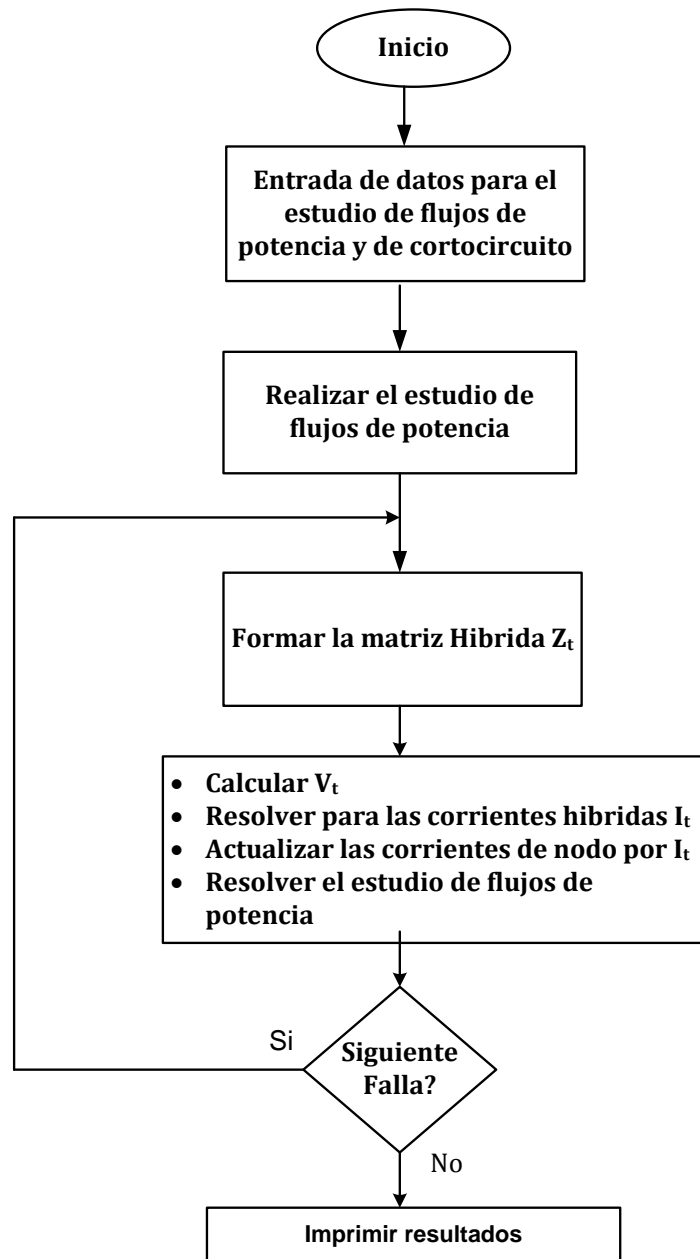 Inicio
Entrada de datos para el
estudio de flujos de
potencia y de cortocircuito
Realizar el estudio de
flujos de potencia
Formar la matriz Hibrida Zt
• Calcular Vt
• Resolver para las corrientes hibridas It
• Actualizar las corrientes de nodo por It
• Resolver el estudio de flujos de
potencia
Si
Siguiente
Falla?
No
Imprimir resultados